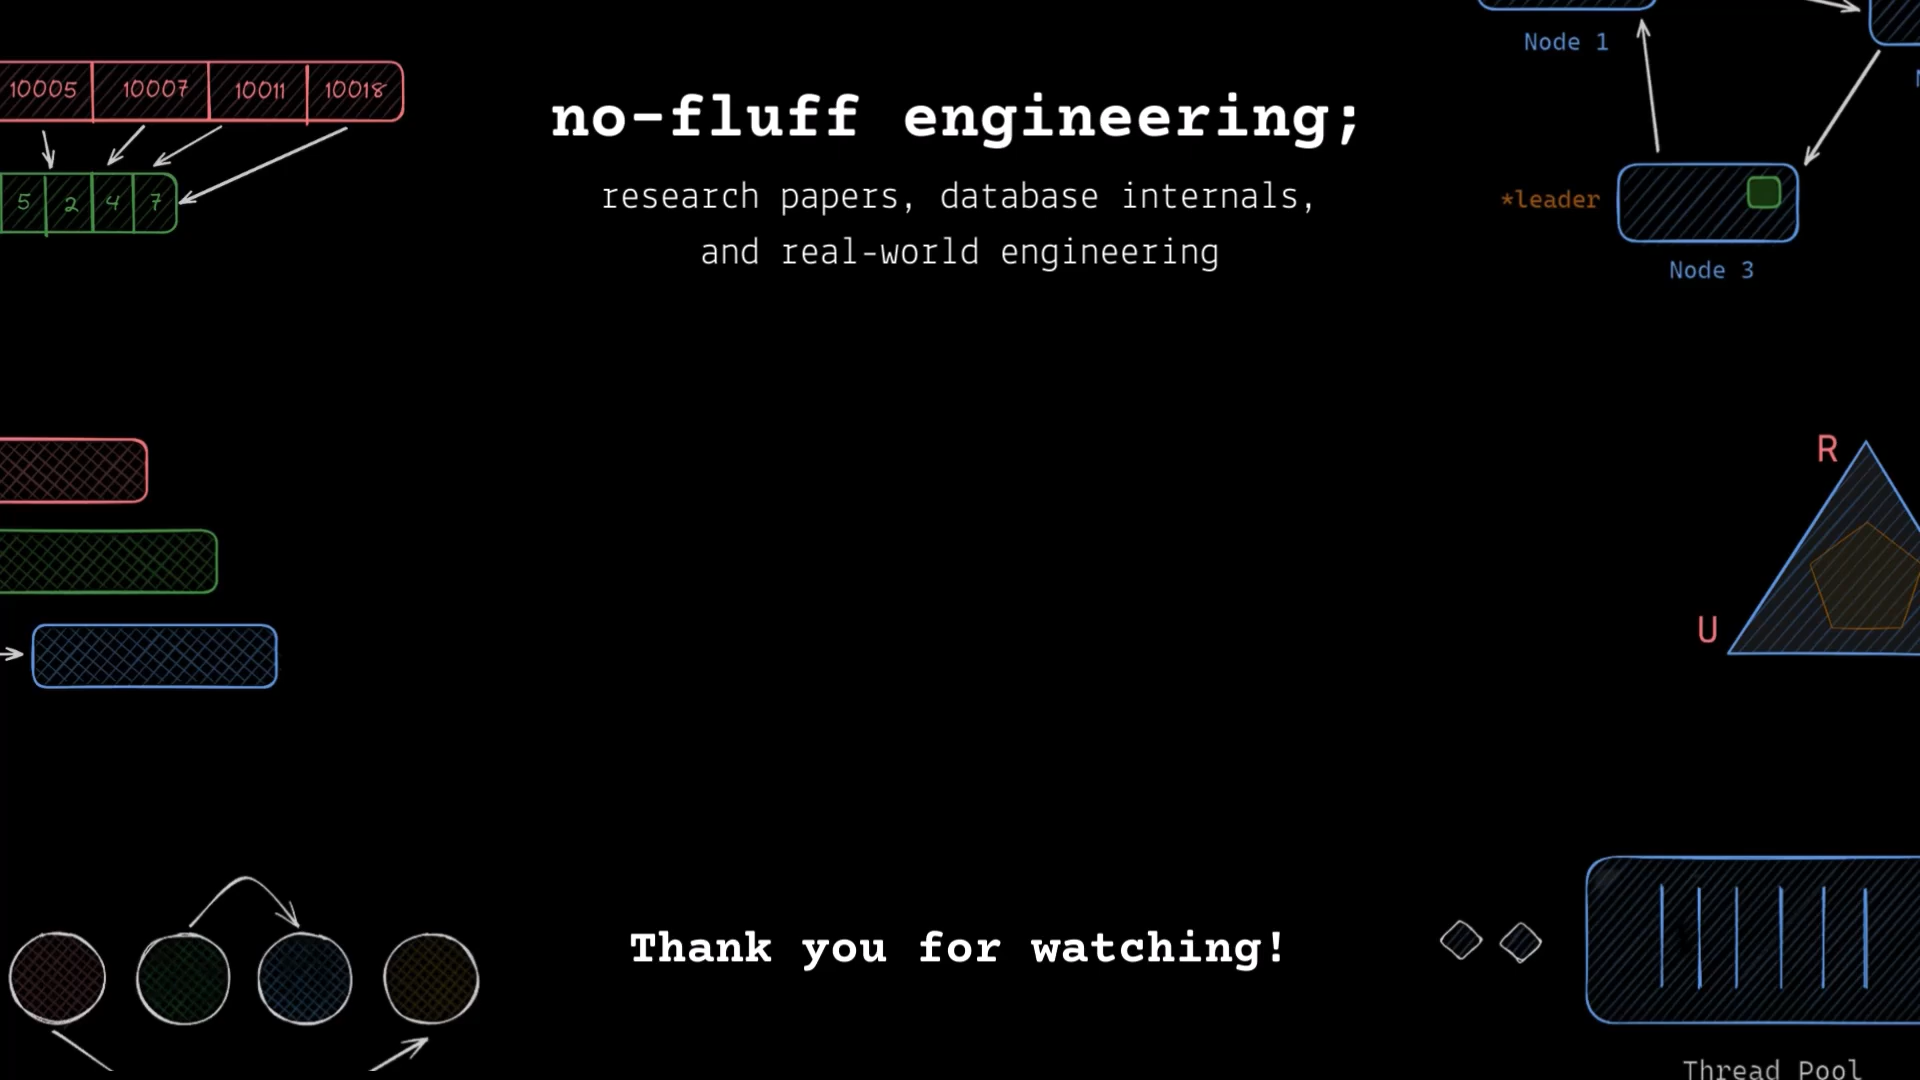 Node 1
10005 10007 10011 10018
no-fluff engineering;
research papers, database internals,
and real-world engineering
5 2 4 7
*leader
Node 3
R
U
Thank you for watching!
Thread Pool